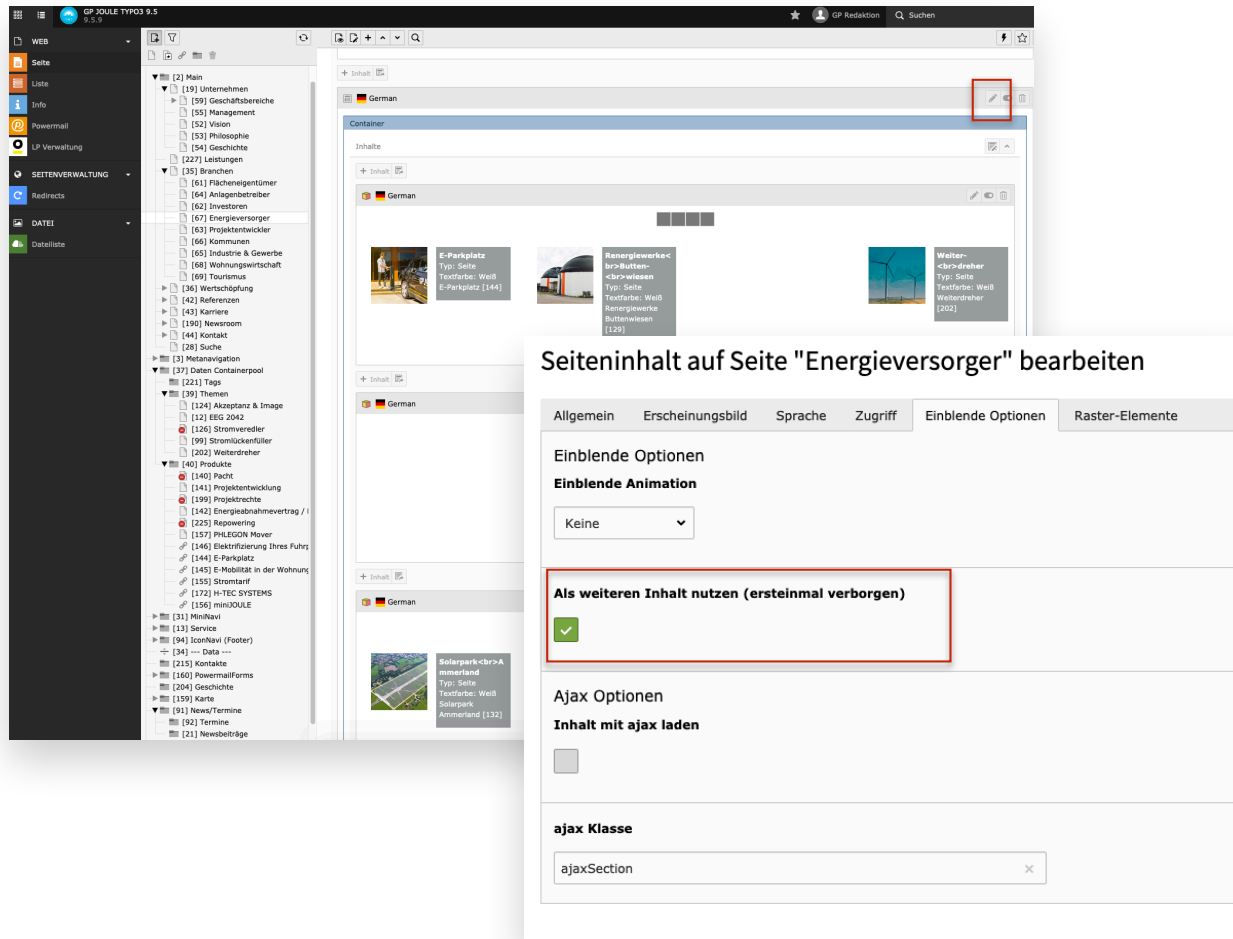 GP JOULE TYPO3 9.5
9.5.9
GP Redaktion
Suchen
WEB
Seite
Liste
Info
Powermail
LP Verwaltung
SEITENVERWALTUNG
Redirects
DATEI
Dateiliste
[2] Main
[19] Unternehmen
[59] Geschäftsbereiche
[55] Management
[52] Vision
[53] Philosophie
[54] Geschichte
[227] Leistungen
[35] Branchen
[61] Flächeneigentümer
[64] Anlagenbetreiber
[62] Investoren
[67] Energieversorger
[63] Projektentwickler
[66] Kommunen
[65] Industrie & Gewerbe
[68] Wohnungswirtschaft
[69] Tourismus
[36] Wertschöpfung
[42] Referenzen
[43] Karriere
[190] Newsroom
[44] Kontakt
[28] Suche
[3] Metanavigation
[37] Daten Containerpool
[221] Tags
[39] Themen
[124] Akzeptanz & Image
[12] EEG 2042
[126] Stromveredler
[99] Stromlückenfüller
[202] Weiterdreher
[40] Produkte
[140] Pacht
[141] Projektentwicklung
[199] Projektrechte
[142] Energieabnahmevertrag /
[225] Repowering
[157] PHLEGON Mover
[146] Elektrifizierung Ihres Fuhrp
[144] E-Parkplatz
[145] E-Mobilität in der Wohnung
[155] Stromtarif
[172] H-TEC SYSTEMS
[156] miniJOULE
[31] MiniNavi
[13] Service
[94] IconNavi (Footer)
[34] --- Data ---
[215] Kontakte
[160] PowermailForms
[204] Geschichte
[159] Karte
[91] News/Termine
[92] Termine
[21] Newsbeiträge
+ Inhalt
German
Container
Inhalte
+ Inhalt
German
E-Parkplatz
Typ: Seite
Textfarbe: Weiß
E-Parkplatz [144]
Renergiewerke<
br>Butten-
<br>wiesen
Typ: Seite
Textfarbe: Weiß
Renergiewerke
Buttenwiesen
[129]
Weiter-
<br>dreher
Typ: Seite
Textfarbe: Weiß
Weiterdreher
[202]
+ Inhalt
German
+ Inhalt
German
Solarpark<br>A
mmerland
Typ: Seite
Textfarbe: Weiß
Solarpark
Ammerland [132]
Seiteninhalt auf Seite "Energieversorger" bearbeiten
Allgemein Erscheinungsbild Sprache Zugriff Einblende Optionen Raster-Elemente
Einblende Optionen
Einblende Animation
Keine
Als weiteren Inhalt nutzen (ersteinmal verborgen)
Ajax Optionen
Inhalt mit ajax laden
ajax Klasse
ajaxSection